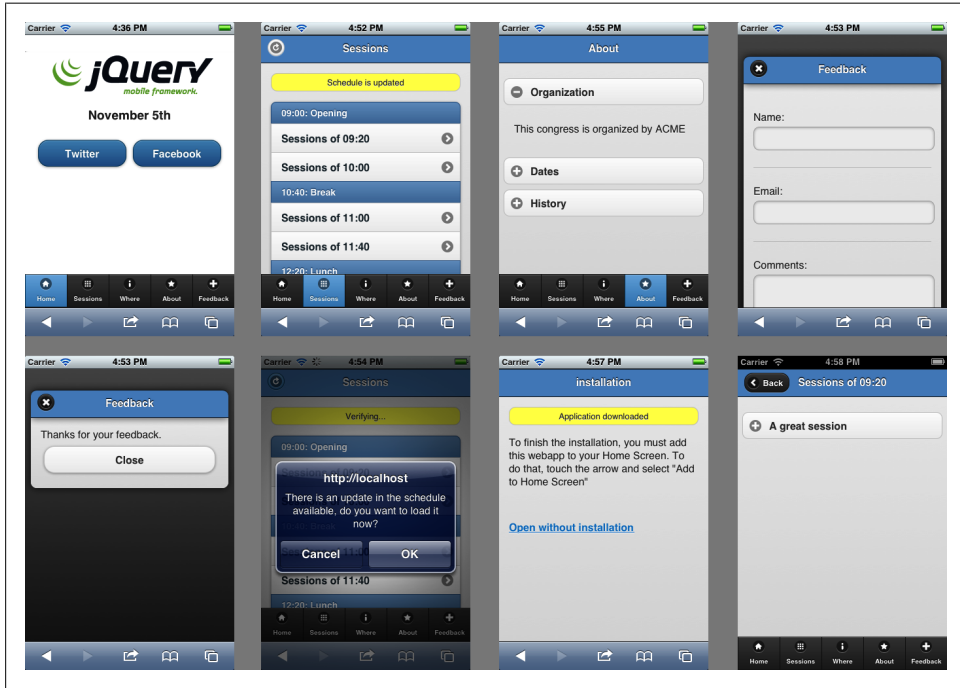 Carrier 4:36 PM
jQuery
mobile framework.
November 5th
Twitter Facebook
Home Sessions Where About Feedback
Carrier 4:52 PM
Sessions
Schedule is updated
09:00: Opening
Sessions of 09:20
Sessions of 10:00
10:40: Break
Sessions of 11:00
Sessions of 11:40
12:20: Lunch
Home Sessions Where About Feedback
Carrier 4:55 PM
About
Organization
This congress is organized by ACME
Dates
History
Home Sessions Where About Feedback
Carrier 4:53 PM
Feedback
Name:
Email:
Comments:
Carrier 4:53 PM
Feedback
Thanks for your feedback.
Close
Carrier 4:54 PM
Sessions
Verifying...
09:00: Opening
http://localhost
There is an update in the schedule
available, do you want to load it
now?
Cancel OK
Sessions of 11:40
12:20: Lunch
Home Sessions Where About Feedback
Carrier 4:57 PM
installation
Application downloaded
To finish the installation, you must add
this webapp to your Home Screen. To
do that, touch the arrow and select "Add
to Home Screen"
Open without installation
Carrier 4:58 PM
Back Sessions of 09:20
A great session
Home Sessions Where About Feedback